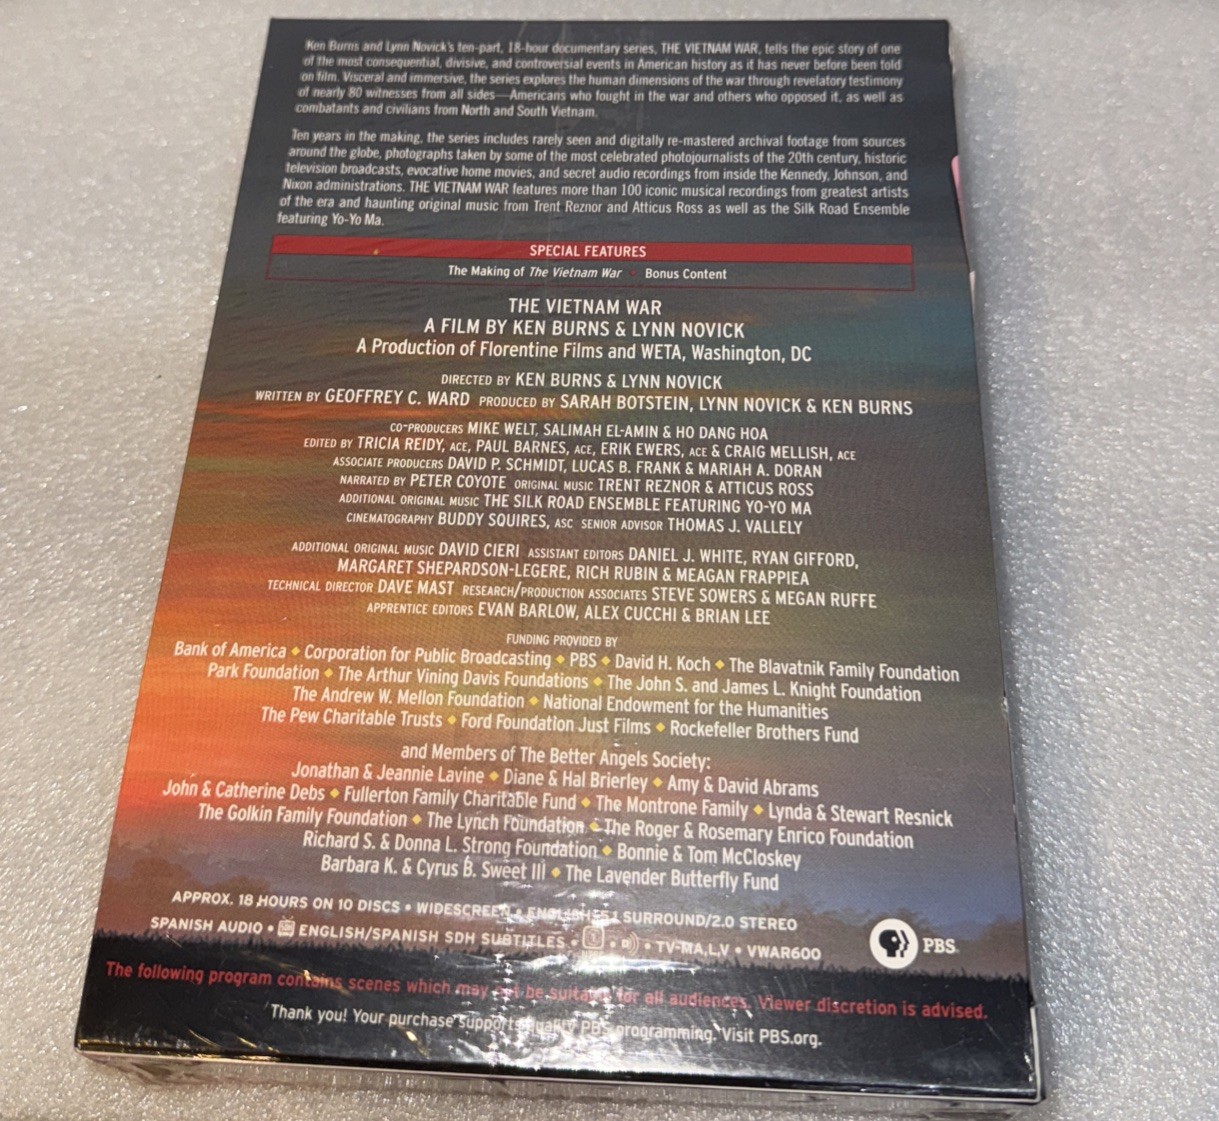 Ken Burns and Lynn Novick's ten-part, 18-hour documentary series, THE VIETNAM WAR, tells the epic story of one
of the most consequential, divisive, and controversial events in American history as it has never before been told
on film. Visceral and immersive, the series explores the human dimensions of the war through revelatory testimony
of nearly 80 witnesses from all sides—Americans who fought in the war and others who opposed it, as well as
combatants and civilians from North and South Vietnam.
Ten years in the making, the series includes rarely seen and digitally re-mastered archival footage from sources
around the globe, photographs taken by some of the most celebrated photojournalists of the 20th century, historic
television broadcasts, evocative home movies, and secret audio recordings from inside the Kennedy, Johnson, and
Nixon administrations. THE VIETNAM WAR features more than 100 iconic musical recordings from greatest artists
of the era and haunting original music from Trent Reznor and Atticus Ross as well as the Silk Road Ensemble
featuring Yo-Yo Ma.
SPECIAL FEATURES
The Making of The Vietnam War • Bonus Content
THE VIETNAM WAR
A FILM BY KEN BURNS & LYNN NOVICK
A Production of Florentine Films and WETA, Washington, DC
DIRECTED BY KEN BURNS & LYNN NOVICK
WRITTEN BY GEOFFREY C. WARD PRODUCED BY SARAH BOTSTEIN, LYNN NOVICK & KEN BURNS
CO-PRODUCERS MIKE WELT, SALIMAH EL-AMIN & HO DANG HOA
EDITED BY TRICIA REIDY, ACE, PAUL BARNES, ACE, ERIK EWERS, ACE & CRAIG MELLISH, ACE
ASSOCIATE PRODUCERS DAVID P. SCHMIDT, LUCAS B. FRANK & MARIAH A. DORAN
NARRATED BY PETER COYOTE ORIGINAL MUSIC TRENT REZNOR & ATTICUS ROSS
ADDITIONAL ORIGINAL MUSIC THE SILK ROAD ENSEMBLE FEATURING YO-YO MA
CINEMATOGRAPHY BUDDY SQUIRES, ASC SENIOR ADVISOR THOMAS J. VALLELY
ADDITIONAL ORIGINAL MUSIC DAVID CIERI ASSISTANT EDITORS DANIEL J. WHITE, RYAN GIFFORD,
MARGARET SHEPARDSON-LEGERE, RICH RUBIN & MEAGAN FRAPPIEA
TECHNICAL DIRECTOR DAVE MAST RESEARCH/PRODUCTION ASSOCIATES STEVE SOWERS & MEGAN RUFFE
APPRENTICE EDITORS EVAN BARLOW, ALEX CUCCHI & BRIAN LEE
FUNDING PROVIDED BY
Bank of America ◆ Corporation for Public Broadcasting ◆ PBS ◆ David H. Koch ◆ The Blavatnik Family Foundation
Park Foundation ◆ The Arthur Vining Davis Foundations ◆ The John S. and James L. Knight Foundation
The Andrew W. Mellon Foundation ◆ National Endowment for the Humanities
The Pew Charitable Trusts ◆ Ford Foundation Just Films ◆ Rockefeller Brothers Fund
and Members of The Better Angels Society:
Jonathan & Jeannie Lavine ◆ Diane & Hal Brierley ◆ Amy & David Abrams
John & Catherine Debs ◆ Fullerton Family Charitable Fund ◆ The Montrone Family ◆ Lynda & Stewart Resnick
The Golkin Family Foundation ◆ The Lynch Foundation ◆ The Roger & Rosemary Enrico Foundation
Richard S. & Donna L. Strong Foundation ◆ Bonnie & Tom McCloskey
Barbara K. & Cyrus B. Sweet III ◆ The Lavender Butterfly Fund
APPROX. 18 HOURS ON 10 DISCS • WIDESCREEN • ENGLISH 5.1 SURROUND/2.0 STEREO
SPANISH AUDIO • ENGLISH/SPANISH SDH SUBTITLES • • • TV-MA,L,V • VWAR600
PBS
The following program contains scenes which may not be suitable for all audiences. Viewer discretion is advised.
Thank you! Your purchase supports quality PBS programming. Visit PBS.org.